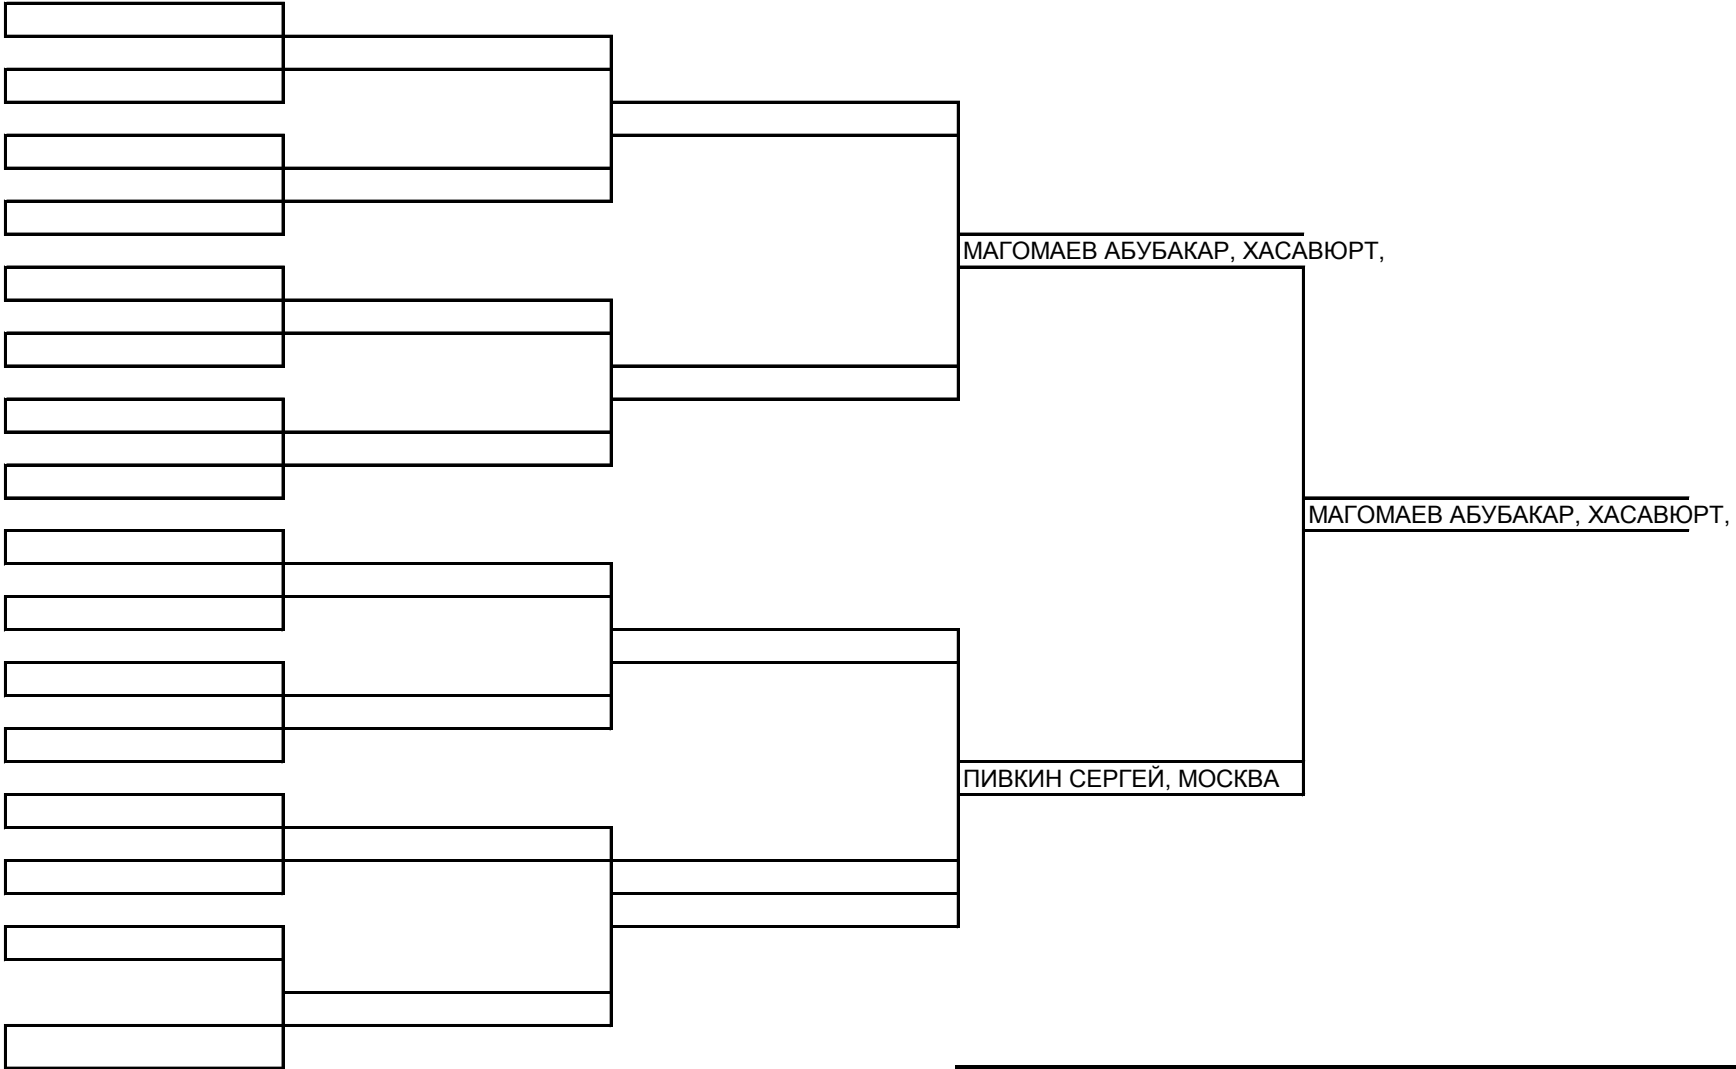 МАГОМАЕВ АБУБАКАР, ХАСАВЮРТ,
МАГОМАЕВ АБУБАКАР, ХАСАВЮРТ,
ПИВКИН СЕРГЕЙ, МОСКВА